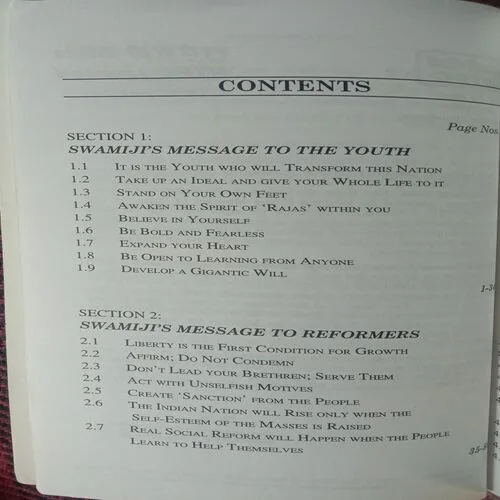 CONTENTS
Page Nos.
SECTION 1:
SWAMIJI'S MESSAGE TO THE YOUTH
1.1 IT IS THE YOUTH WHO WILL TRANSFORM THIS NATION
1.2 TAKE UP AN IDEAL AND GIVE YOUR WHOLE LIFE TO IT
1.3 STAND ON YOUR OWN FEET
1.4 AWAKEN THE SPIRIT OF 'RAJAS' WITHIN YOU
1.5 BELIEVE IN YOURSELF
1.6 BE BOLD AND FEARLESS
1.7 EXPAND YOUR HEART
1.8 BE OPEN TO LEARNING FROM ANYONE
1.9 DEVELOP A GIGANTIC WILL
SECTION 2:
SWAMIJI'S MESSAGE TO REFORMERS
2.1 LIBERTY IS THE FIRST CONDITION FOR GROWTH
2.2 AFFIRM; DO NOT CONDEMN
2.3 DON'T LEAD YOUR BRETHREN; SERVE THEM
2.4 ACT WITH UNSELFISH MOTIVES
2.5 CREATE 'SANCTION' FROM THE PEOPLE
2.6 THE INDIAN NATION WILL RISE ONLY WHEN THE
SELF-ESTEEM OF THE MASSES IS RAISED
2.7 REAL SOCIAL REFORM WILL HAPPEN WHEN THE PEOPLE
LEARN TO HELP THEMSELVES